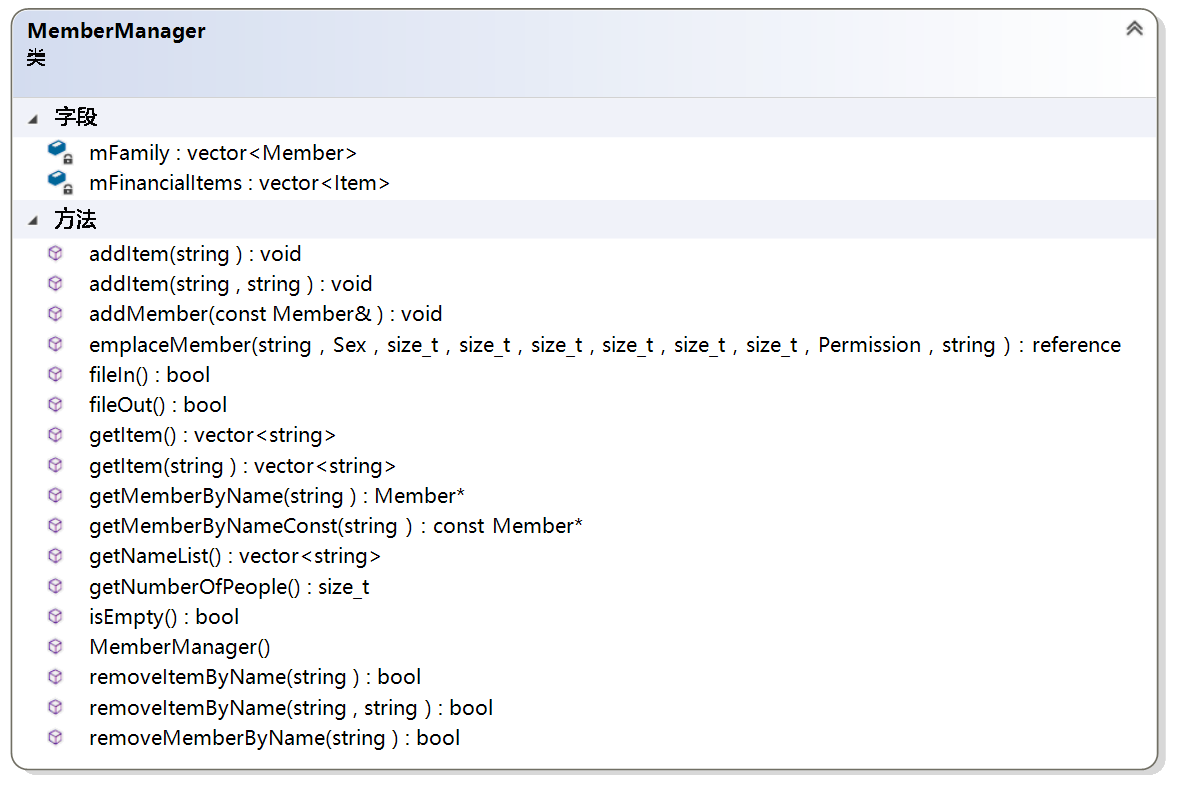 MemberManager
类
字段
mFamily : vector<Member>
mFinancialItems : vector<Item>
方法
addItem(string ) : void
addItem(string , string ) : void
addMember(const Member& ) : void
emplaceMember(string , Sex , size_t , size_t , size_t , size_t , size_t , size_t , Permission , string ) : reference
fileIn() : bool
fileOut() : bool
getItem() : vector<string>
getItem(string ) : vector<string>
getMemberByName(string ) : Member*
getMemberByNameConst(string ) : const Member*
getNameList() : vector<string>
getNumberOfPeople() : size_t
isEmpty() : bool
MemberManager()
removeItemByName(string ) : bool
removeItemByName(string , string ) : bool
removeMemberByName(string ) : bool